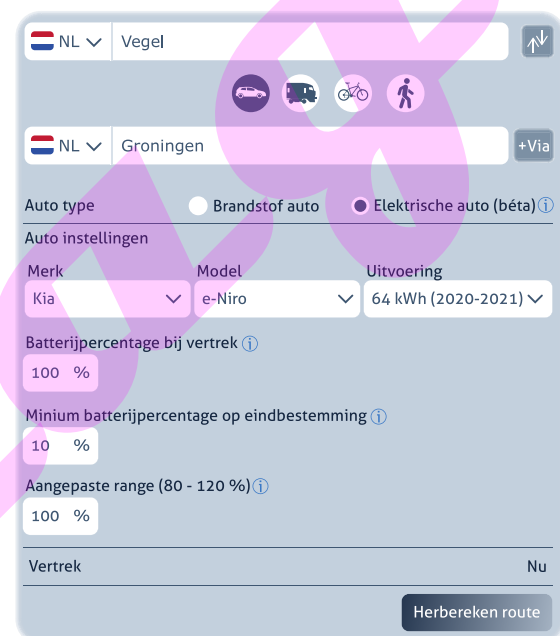 NL Vegel
NL Groningen +Via
Auto type Brandstof auto Elektrische auto (béta)
Auto instellingen
Merk Model Uitvoering
Kia e-Niro 64 kWh (2020-2021)
Batterijpercentage bij vertrek
100 %
Minium batterijpercentage op eindbestemming
10 %
Aangepaste range (80 - 120 %)
100 %
Vertrek Nu
Herbereken route